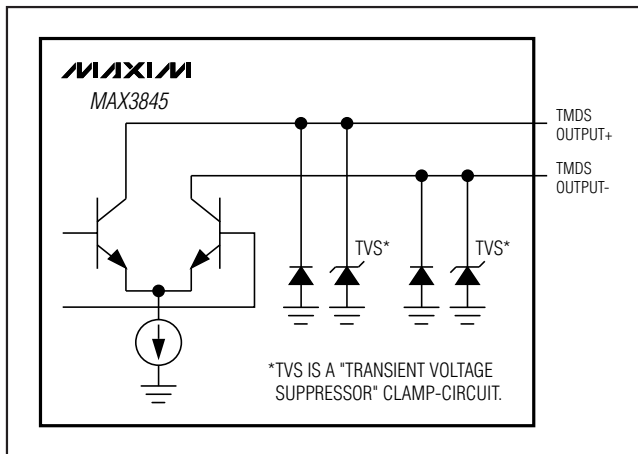 MAXIM
MAX3845
TMDS
OUTPUT+
TMDS
OUTPUT-
TVS*
TVS*
*TVS IS A "TRANSIENT VOLTAGE
SUPPRESSOR" CLAMP-CIRCUIT.